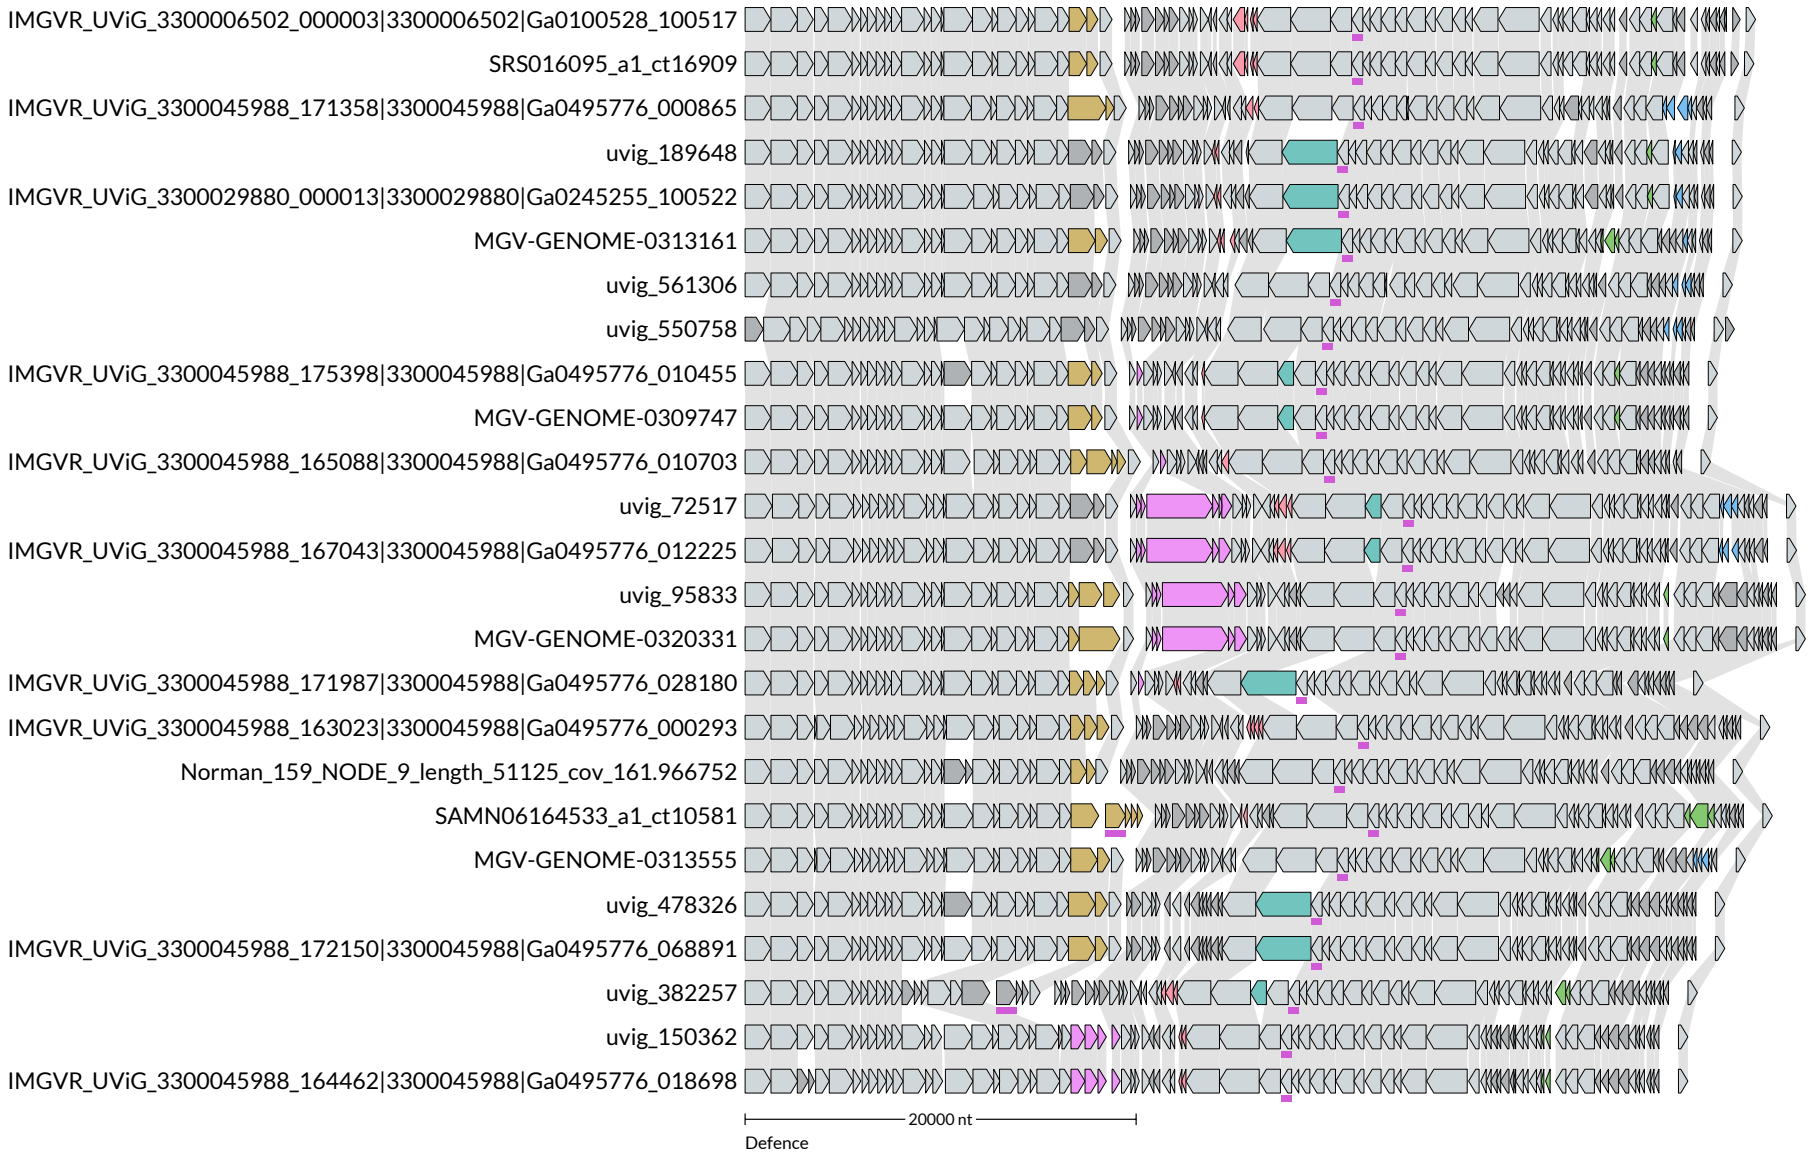 IMGVR_UViG_3300006502_000003|3300006502|Ga0100528_100517
SRS016095_a1_ct16909
IMGVR_UViG_3300045988_171358|3300045988|Ga0495776_000865
uvig_189648
IMGVR_UViG_3300029880_000013|3300029880|Ga0245255_100522
MGV-GENOME-0313161
uvig_561306
uvig_550758
IMGVR_UViG_3300045988_175398|3300045988|Ga0495776_010455
MGV-GENOME-0309747
IMGVR_UViG_3300045988_165088|3300045988|Ga0495776_010703
uvig_72517
IMGVR_UViG_3300045988_167043|3300045988|Ga0495776_012225
uvig_95833
MGV-GENOME-0320331
IMGVR_UViG_3300045988_171987|3300045988|Ga0495776_028180
IMGVR_UViG_3300045988_163023|3300045988|Ga0495776_000293
Norman_159_NODE_9_length_51125_cov_161.966752
SAMN06164533_a1_ct10581
MGV-GENOME-0313555
uvig_478326
IMGVR_UViG_3300045988_172150|3300045988|Ga0495776_068891
uvig_382257
uvig_150362
IMGVR_UViG_3300045988_164462|3300045988|Ga0495776_018698
20000 nt
Defence